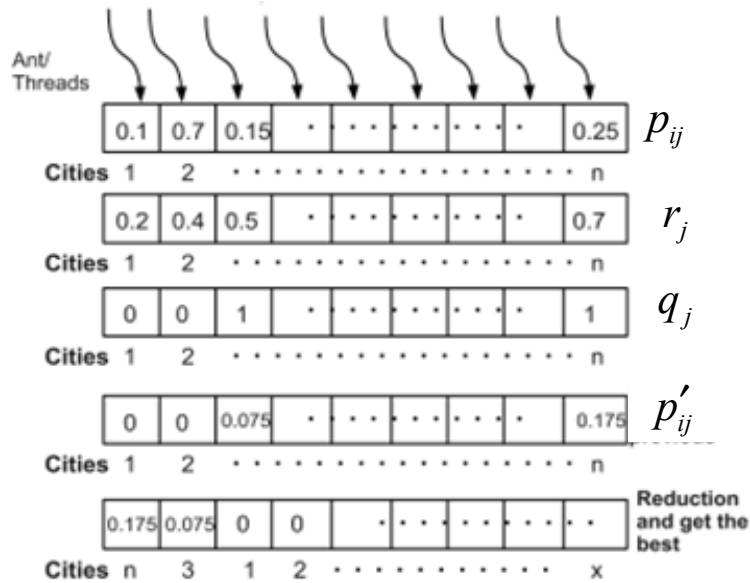 Ant/
Threads
0.1 0.7 0.15 · · · · · · · · · · 0.25 p_ij
Cities 1 2 · · · · · · · · · · · · · · · · · n
0.2 0.4 0.5 · · · · · · · · · · 0.7 r_j
Cities 1 2 · · · · · · · · · · · · · · · · · n
0 0 1 · · · · · · · · · · 1 q_j
Cities 1 2 · · · · · · · · · · · · · · · · · n
0 0 0.075 · · · · · · · · · · 0.175 p′_ij
Cities 1 2 · · · · · · · · · · · · · · · · · n
0.175 0.075 0 0 · · · · · · · · · · Reduction
and get the
best
Cities n 3 1 2 · · · · · · · · · · · x